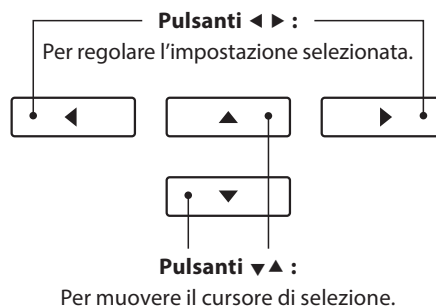 Pulsanti ◄ ► :
Per regolare l’impostazione selezionata.
◄ ▲ ►
▼
Pulsanti ▼▲ :
Per muovere il cursore di selezione.